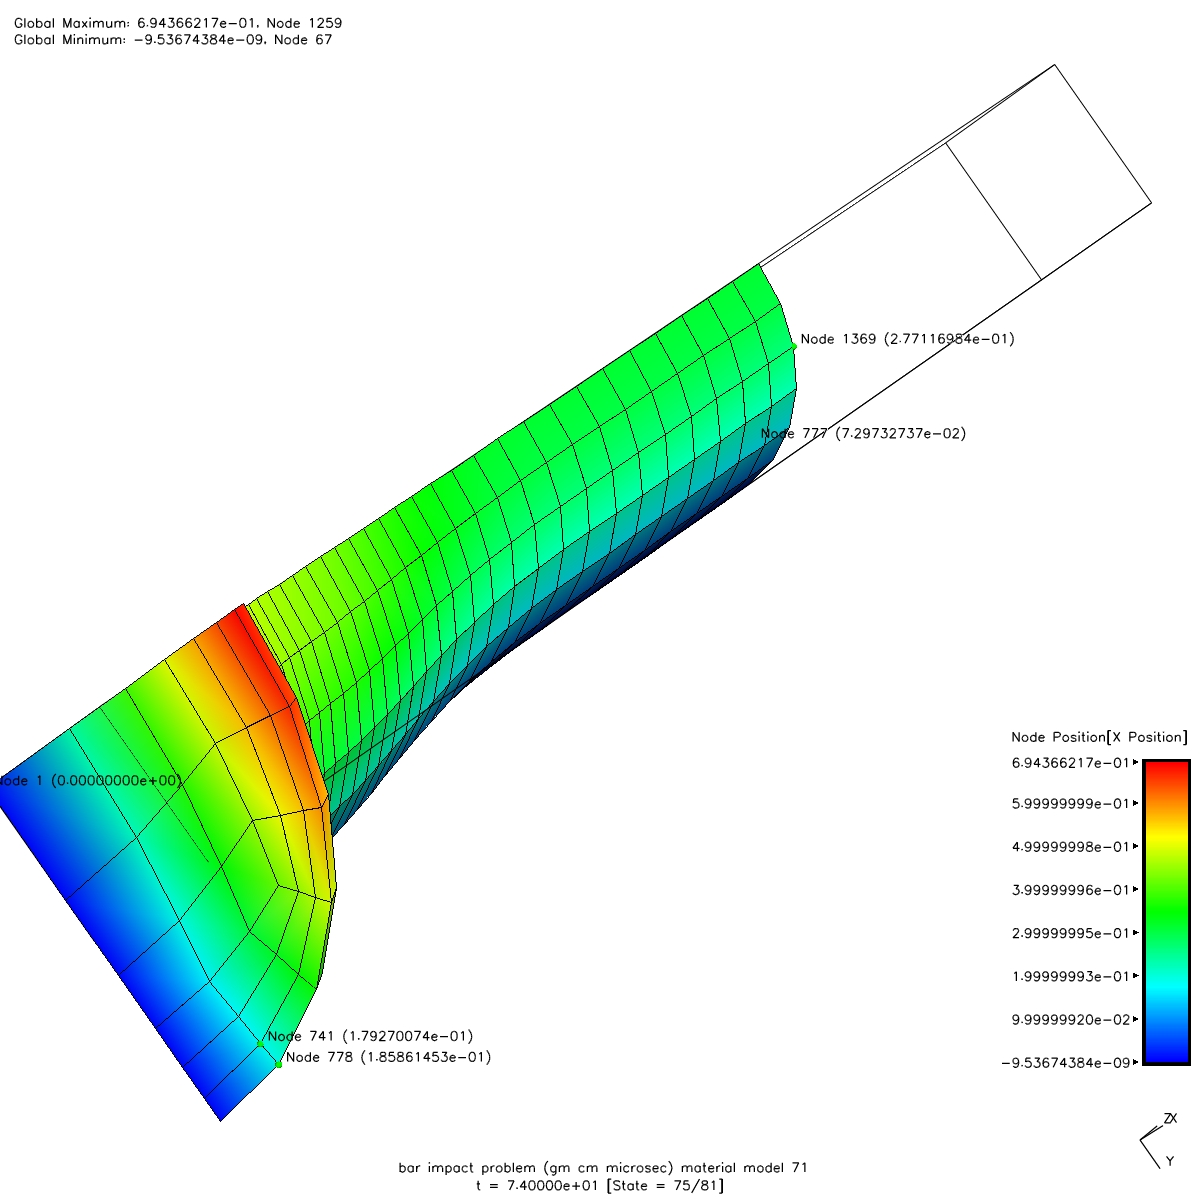 Global Maximum: 6.94366217e-01, Node 1259
Global Minimum: -9.53674384e-09, Node 67
Node 1369 (2.77116984e-01)
Node 777 (7.29732737e-02)
Node Position[X Position]
6.94366217e-01
Node 1 (0.00000000e+00)
5.99999999e-01
4.99999998e-01
3.99999996e-01
2.99999995e-01
1.99999993e-01
9.99999920e-02
Node 741 (1.79270074e-01)
Node 778 (1.85861453e-01)
-9.53674384e-09
ZX
Y
bar impact problem (gm cm microsec) material model 71
t = 7.40000e+01 [State = 75/81]